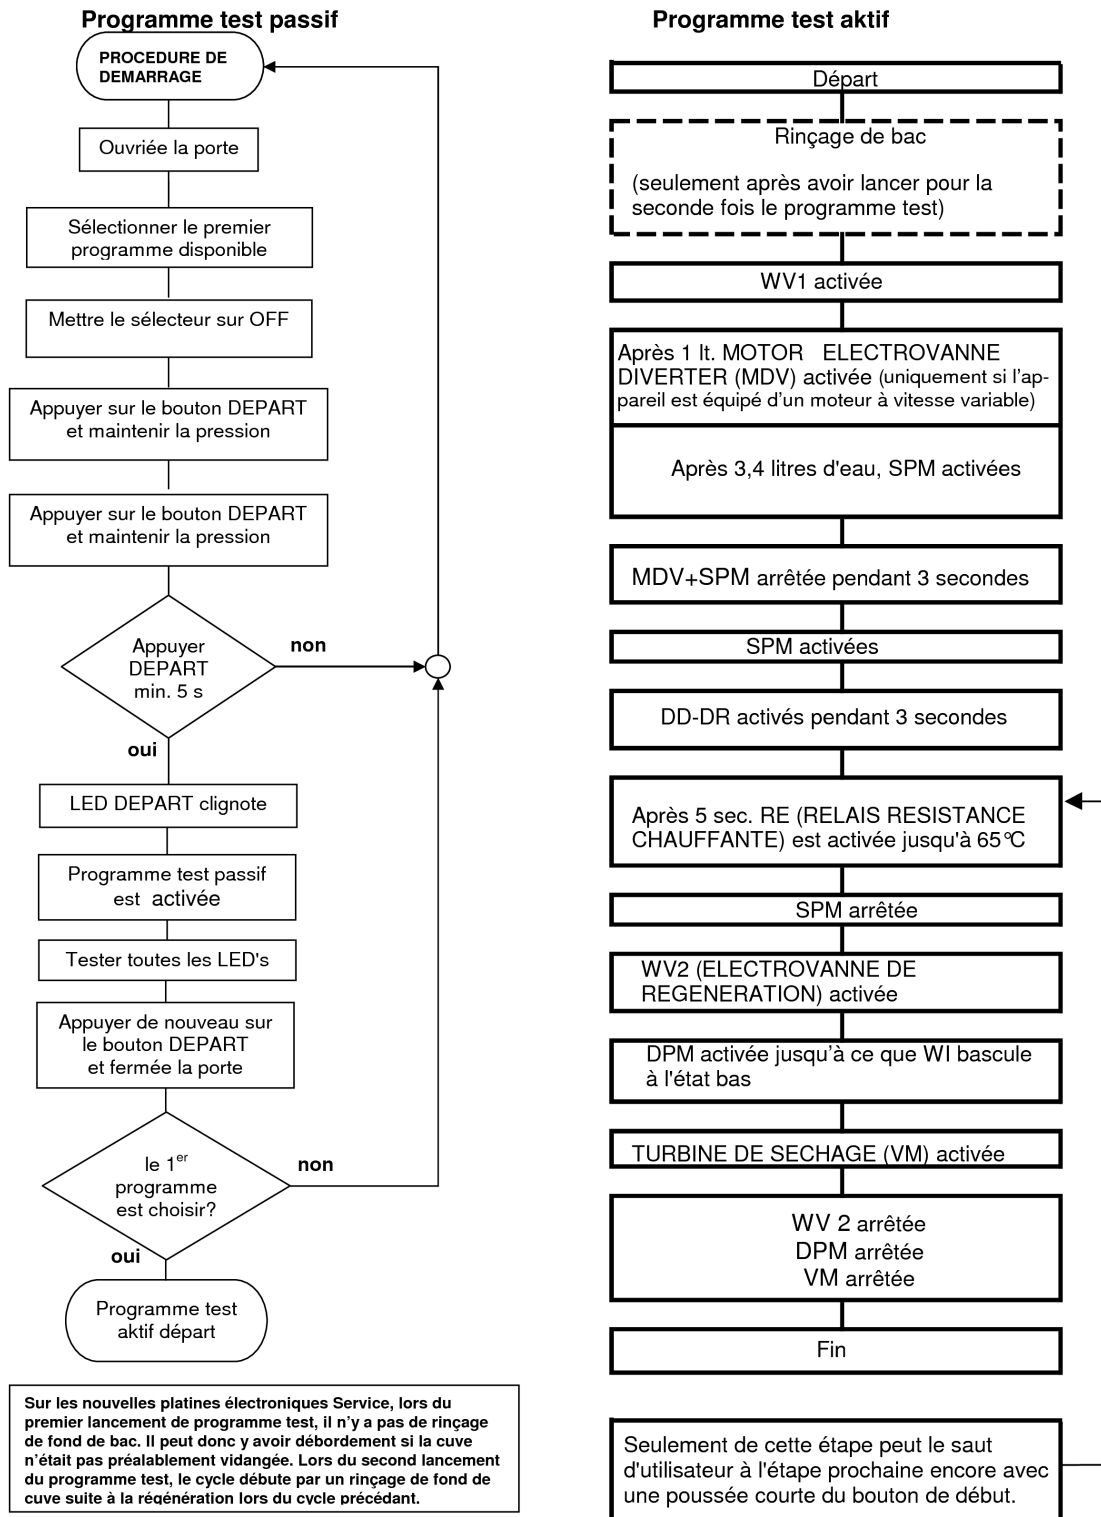 Programme test passif
PROCEDURE DE
DEMARRAGE
Ouvriée la porte
Sélectionner le premier
programme disponible
Mettre le sélecteur sur OFF
Appuyer sur le bouton DEPART
et maintenir la pression
Appuyer sur le bouton DEPART
et maintenir la pression
Appuyer
DEPART
min. 5 s
non
oui
LED DEPART clignote
Programme test passif
est activée
Tester toutes les LED's
Appuyer de nouveau sur
le bouton DEPART
et fermée la porte
le 1er
programme
est choisir?
non
oui
Programme test
aktif départ
Sur les nouvelles platines électroniques Service, lors du
premier lancement de programme test, il n'y a pas de rinçage
de fond de bac. Il peut donc y avoir débordement si la cuve
n'était pas préalablement vidangée. Lors du second lancement
du programme test, le cycle débute par un rinçage de fond de
cuve suite à la régénération lors du cycle précédant.
Programme test aktif
Départ
Rinçage de bac
(seulement après avoir lancer pour la
seconde fois le programme test)
WV1 activée
Après 1 lt. MOTOR ELECTROVANNE
DIVERTER (MDV) activée (uniquement si l'ap-
pareil est équipé d'un moteur à vitesse variable)
Après 3,4 litres d'eau, SPM activées
MDV+SPM arrêtée pendant 3 secondes
SPM activées
DD-DR activés pendant 3 secondes
Après 5 sec. RE (RELAIS RESISTANCE
CHAUFFANTE) est activée jusqu'à 65°C
SPM arrêtée
WV2 (ELECTROVANNE DE
REGENERATION) activée
DPM activée jusqu'à ce que WI bascule
à l'état bas
TURBINE DE SECHAGE (VM) activée
WV 2 arrêtée
DPM arrêtée
VM arrêtée
Fin
Seulement de cette étape peut le saut
d'utilisateur à l'étape prochaine encore avec
une poussée courte du bouton de début.